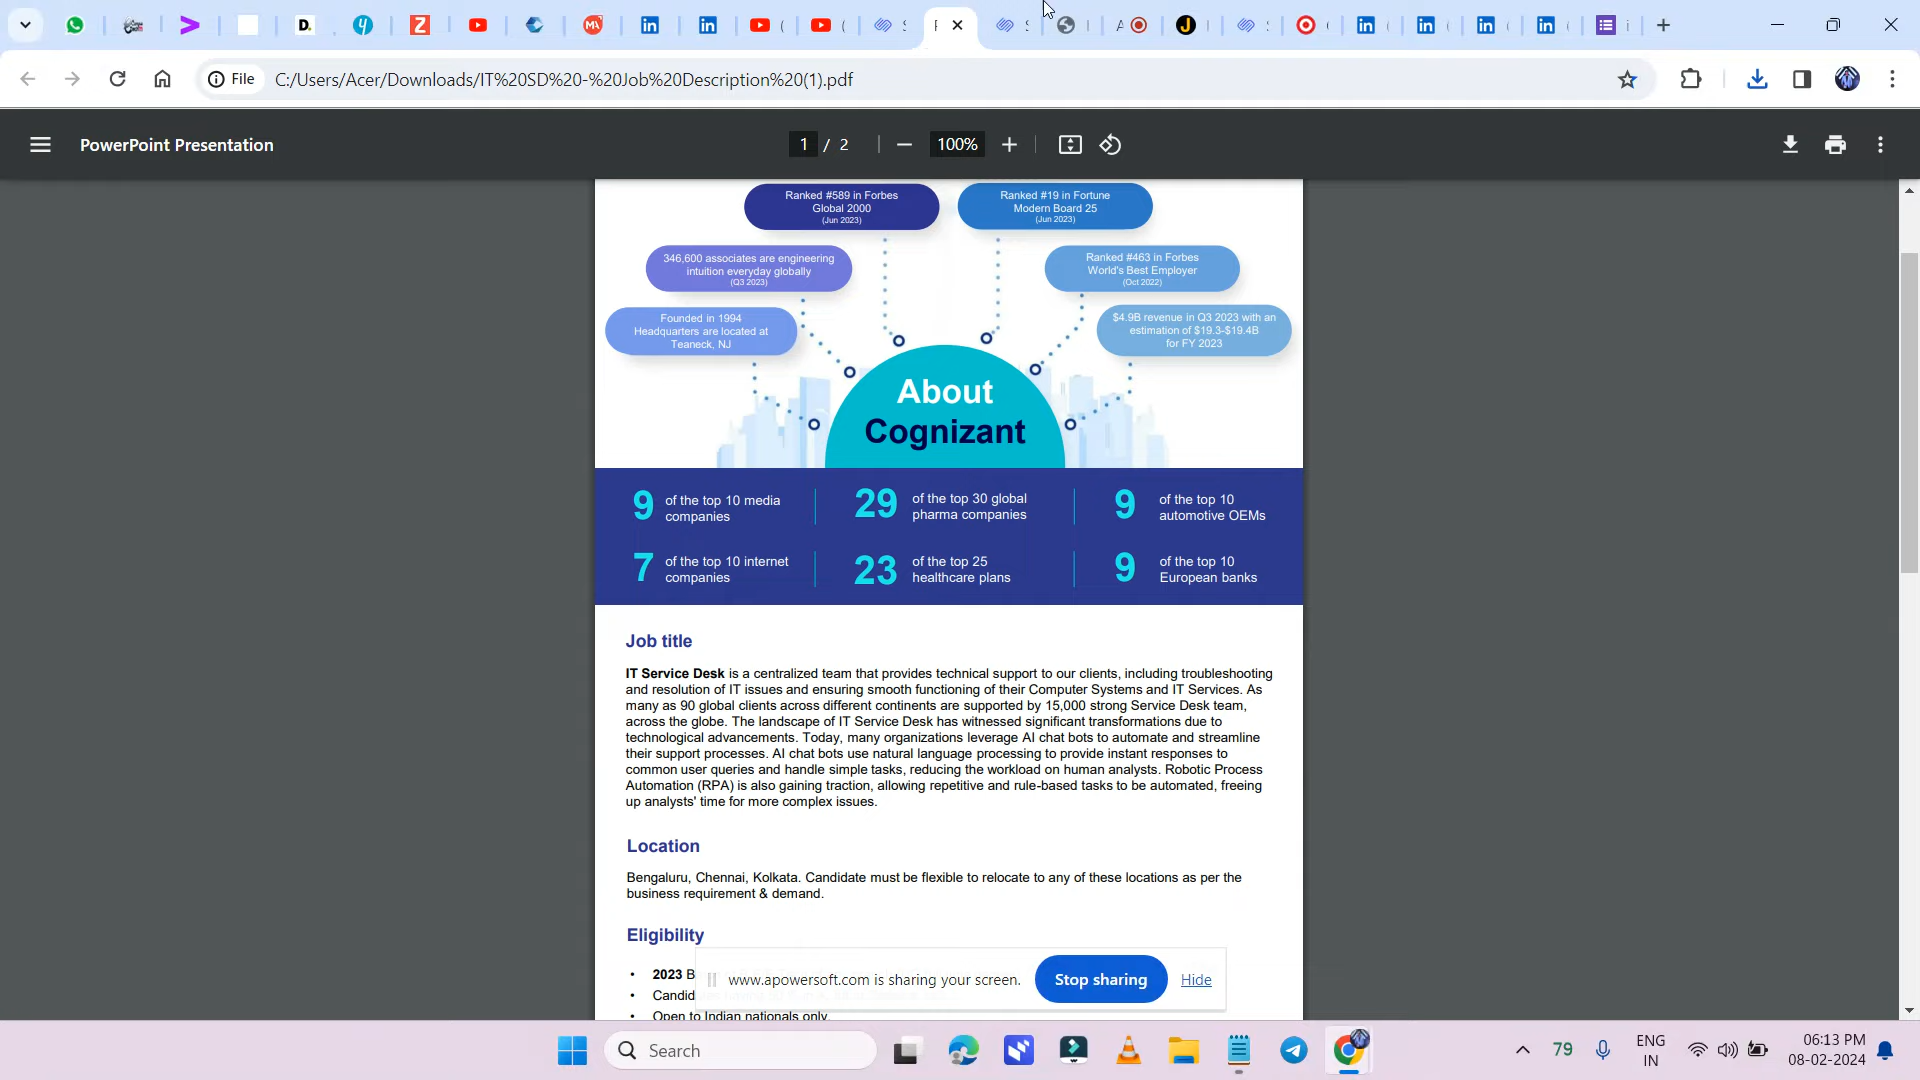 File
C:/Users/Acer/Downloads/IT%20SD%20-%20Job%20Description%20(1).pdf
PowerPoint Presentation
1 / 2
100%
Ranked #589 in Forbes
Global 2000
(Jun 2023)
Ranked #19 in Fortune
Modern Board 25
(Jun 2023)
346,600 associates are engineering
intuition everyday globally
(Q3 2023)
Ranked #463 in Forbes
World's Best Employer
(Oct 2022)
Founded in 1994
Headquarters are located at
Teaneck, NJ
$4.9B revenue in Q3 2023 with an
estimation of $19.3-$19.4B
for FY 2023
About
Cognizant
9 of the top 10 media
companies
29 of the top 30 global
pharma companies
9 of the top 10
automotive OEMs
7 of the top 10 internet
companies
23 of the top 25
healthcare plans
9 of the top 10
European banks
Job title
IT Service Desk is a centralized team that provides technical support to our clients, including troubleshooting
and resolution of IT issues and ensuring smooth functioning of their Computer Systems and IT Services. As
many as 90 global clients across different continents are supported by 15,000 strong Service Desk team,
across the globe. The landscape of IT Service Desk has witnessed significant transformations due to
technological advancements. Today, many organizations leverage AI chat bots to automate and streamline
their support processes. AI chat bots use natural language processing to provide instant responses to
common user queries and handle simple tasks, reducing the workload on human analysts. Robotic Process
Automation (RPA) is also gaining traction, allowing repetitive and rule-based tasks to be automated, freeing
up analysts' time for more complex issues.
Location
Bengaluru, Chennai, Kolkata. Candidate must be flexible to relocate to any of these locations as per the
business requirement & demand.
Eligibility
• 2023 B
• Candid
• Open to Indian nationals only.
www.apowersoft.com is sharing your screen.
Stop sharing
Hide
Search
79
ENG
IN
06:13 PM
08-02-2024